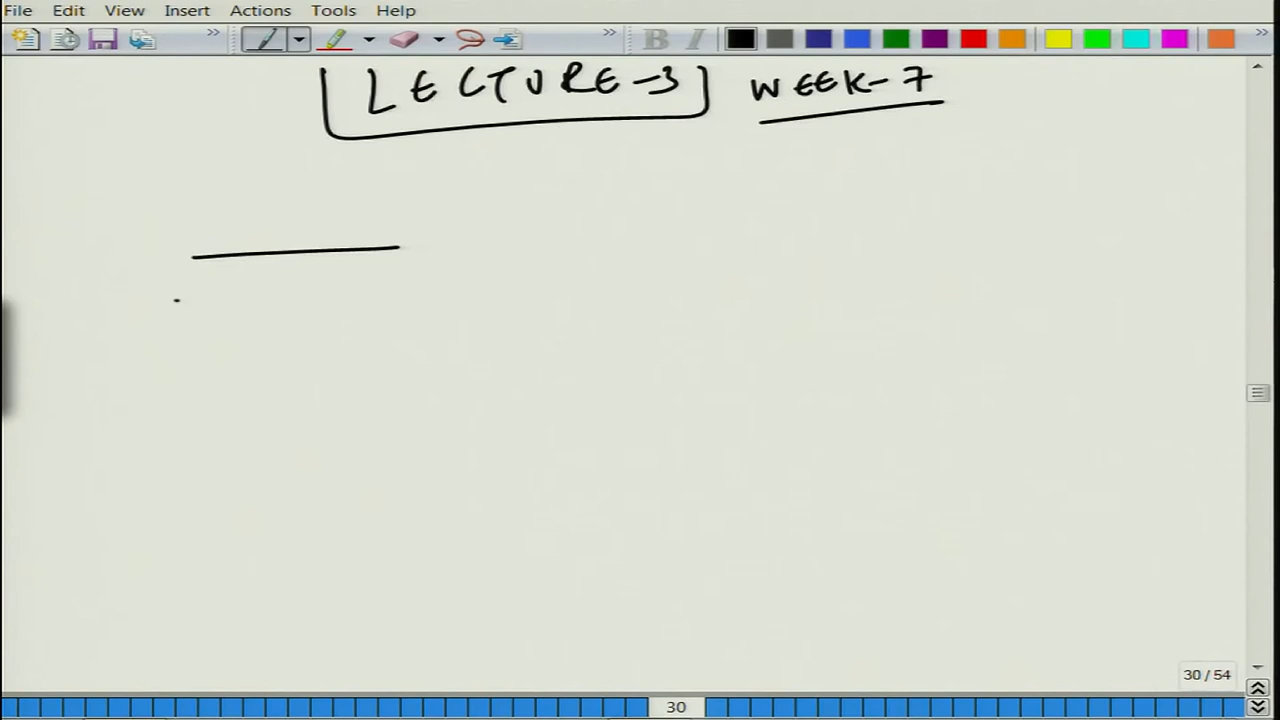 File Edit View Insert Actions Tools Help
B I
LECTURE-3 WEEK-7
30 / 54
30